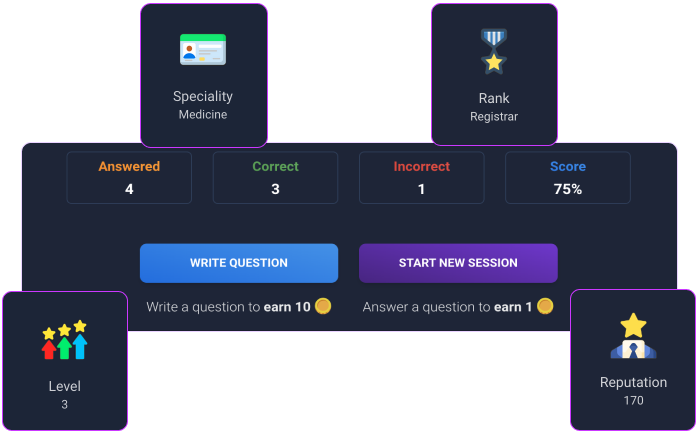 Speciality
Medicine
Rank
Registrar
Answered
4
Correct
3
Incorrect
1
Score
75%
WRITE QUESTION
START NEW SESSION
Write a question to earn 10
Answer a question to earn 1
Level
3
Reputation
170